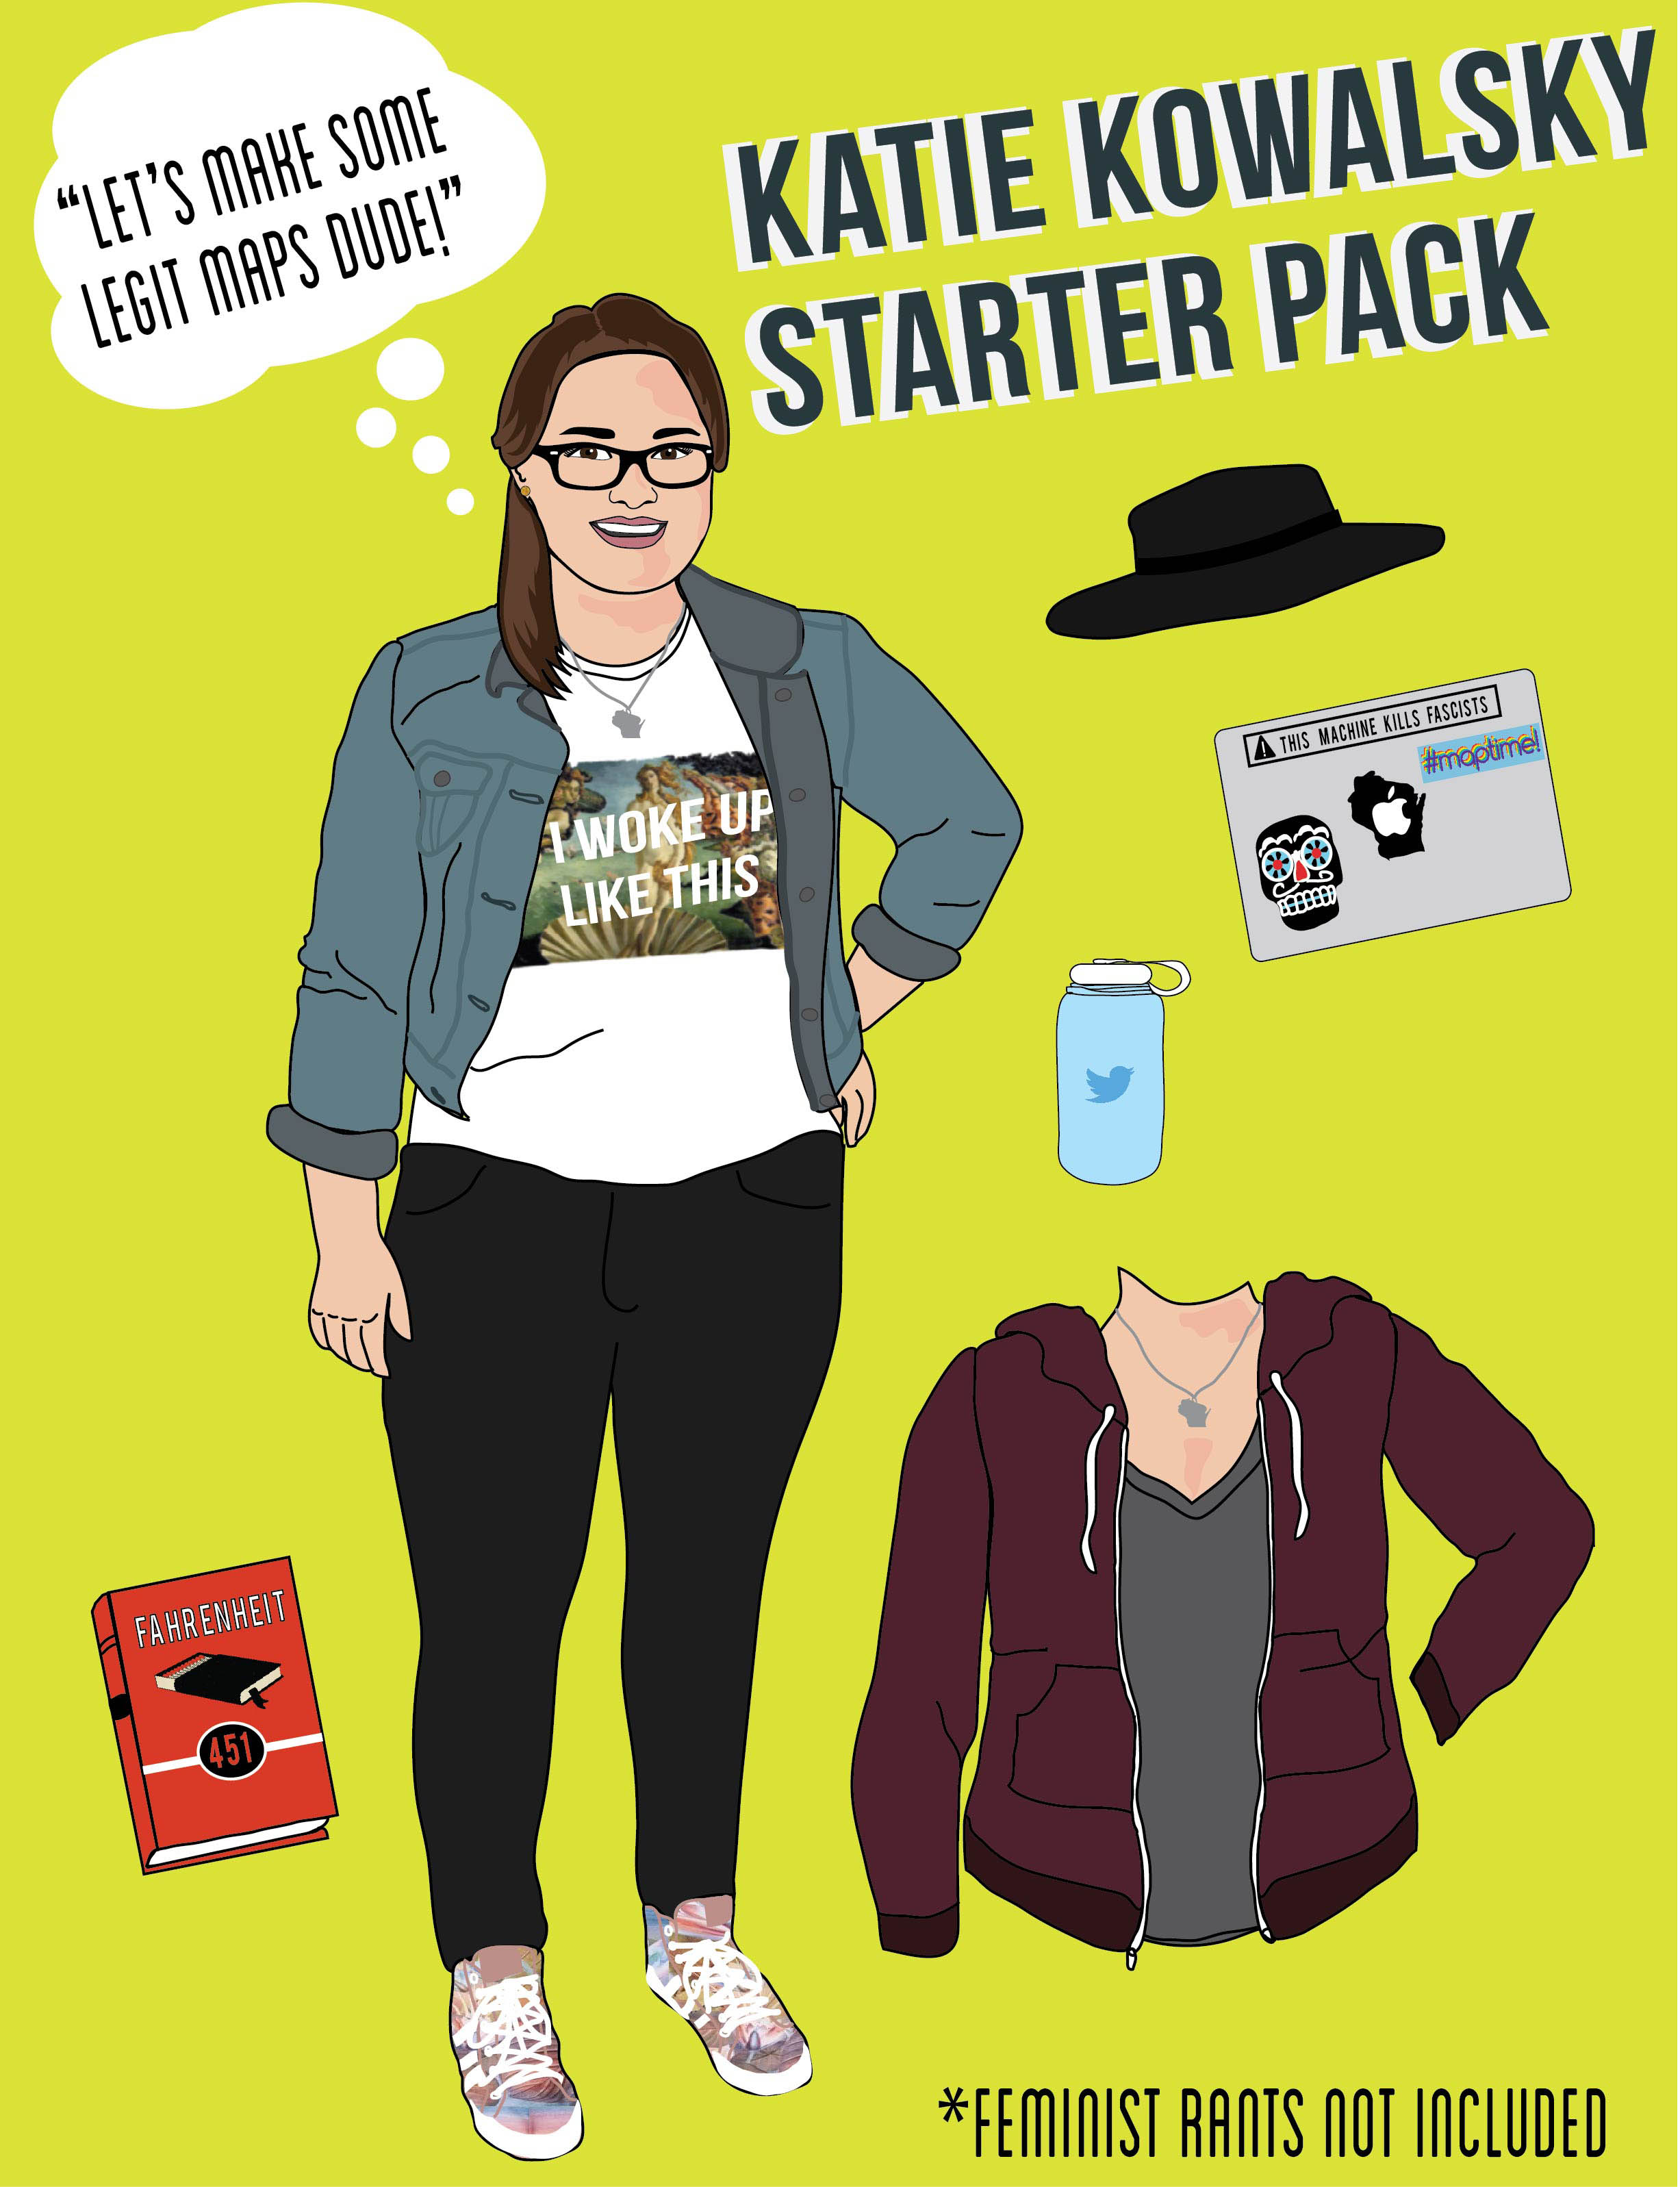 “LET’S MAKE SOME
LEGIT MAPS DUDE!”
KATIE KOWALSKY
STARTER PACK
THIS MACHINE KILLS FASCISTS
#maptime!
I WOKE UP
LIKE THIS
FAHRENHEIT
451
*FEMINIST RANTS NOT INCLUDED